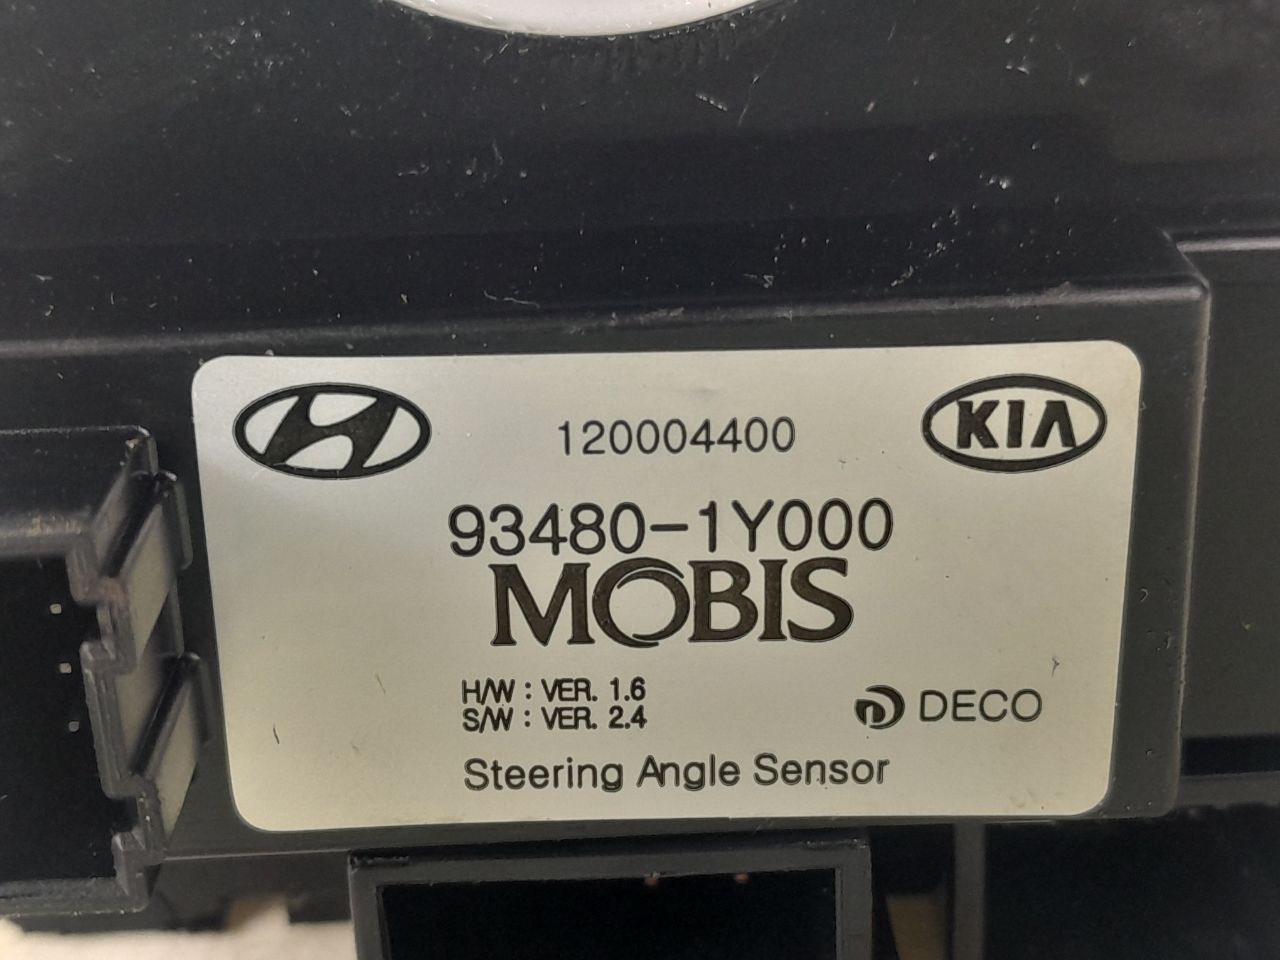 120004400
KIA
93480-1Y000
MOBIS
H/W : VER. 1.6
S/W : VER. 2.4
DECO
Steering Angle Sensor